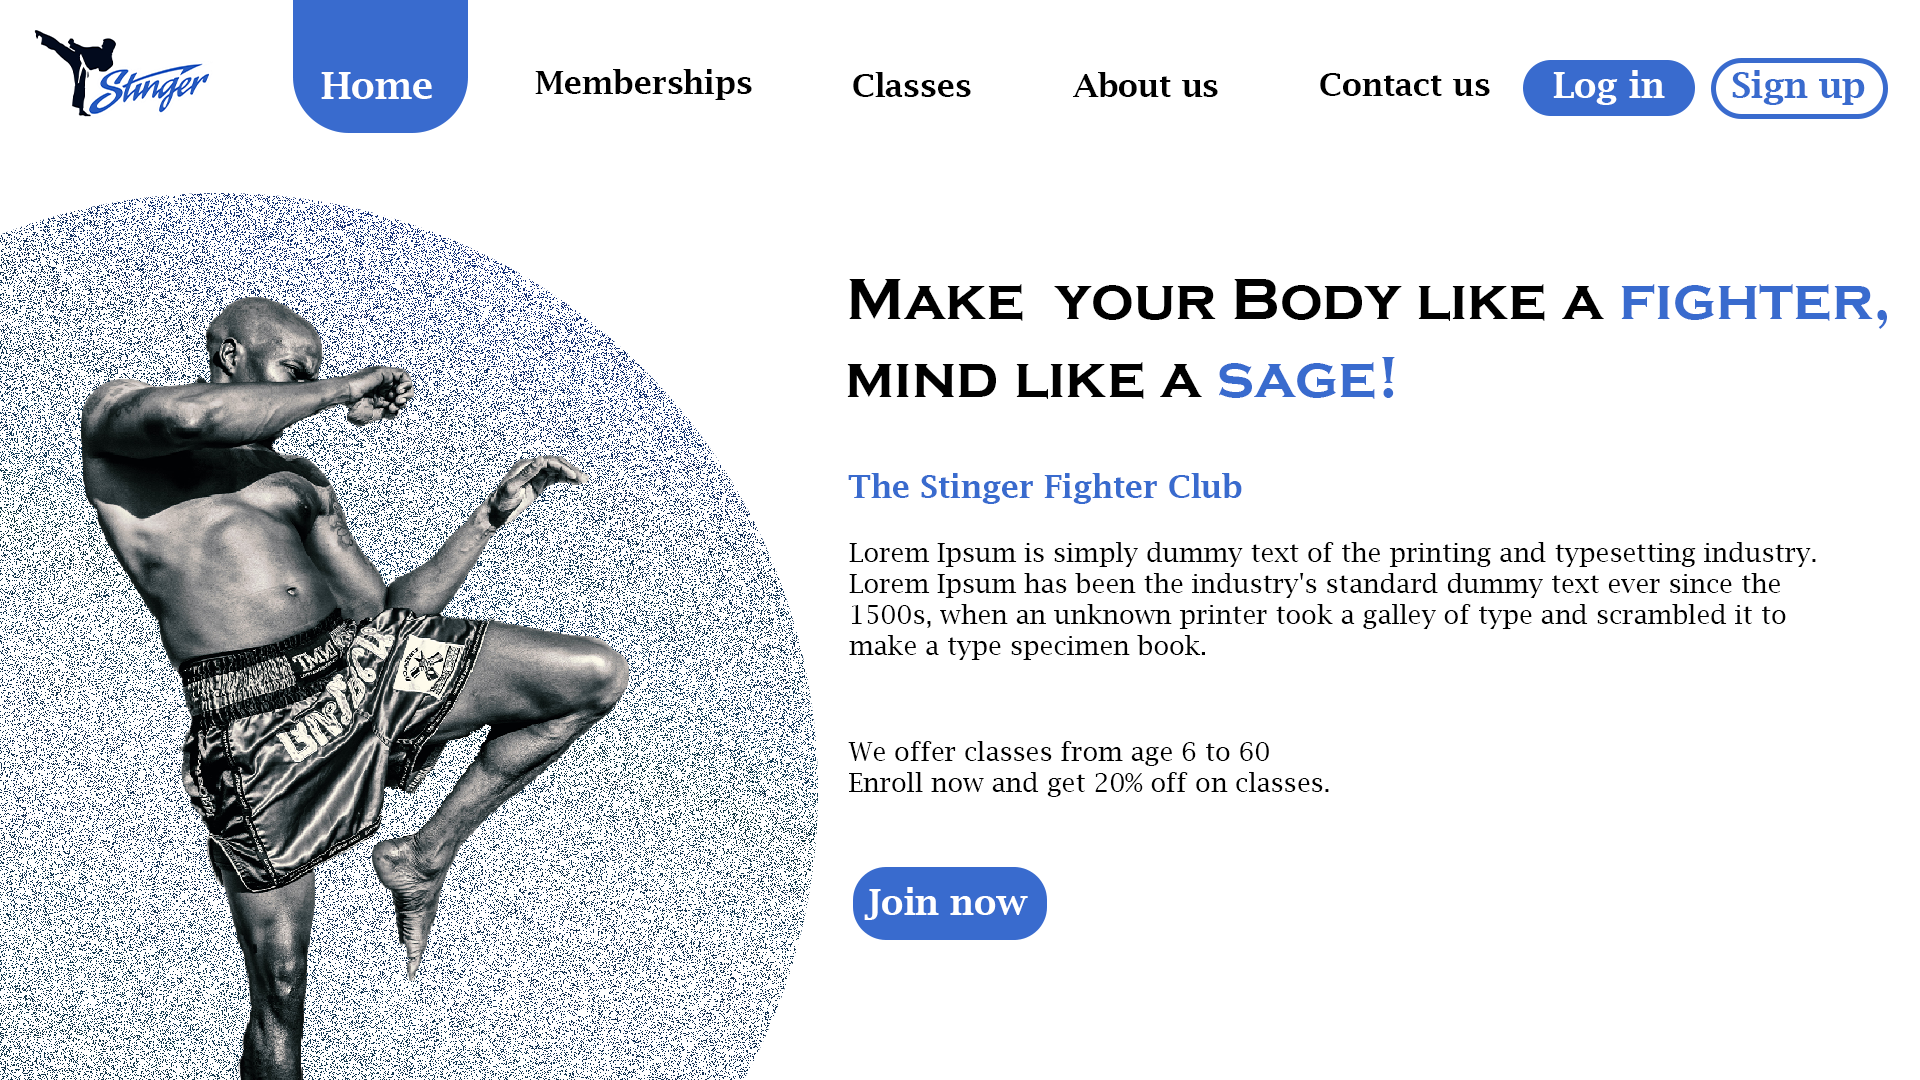 Stinger
Home
Memberships
Classes
About us
Contact us
Log in
Sign up
Make your Body like a fighter,
mind like a sage!
The Stinger Fighter Club
Lorem Ipsum is simply dummy text of the printing and typesetting industry.
Lorem Ipsum has been the industry's standard dummy text ever since the
1500s, when an unknown printer took a galley of type and scrambled it to
make a type specimen book.
We offer classes from age 6 to 60
Enroll now and get 20% off on classes.
Join now